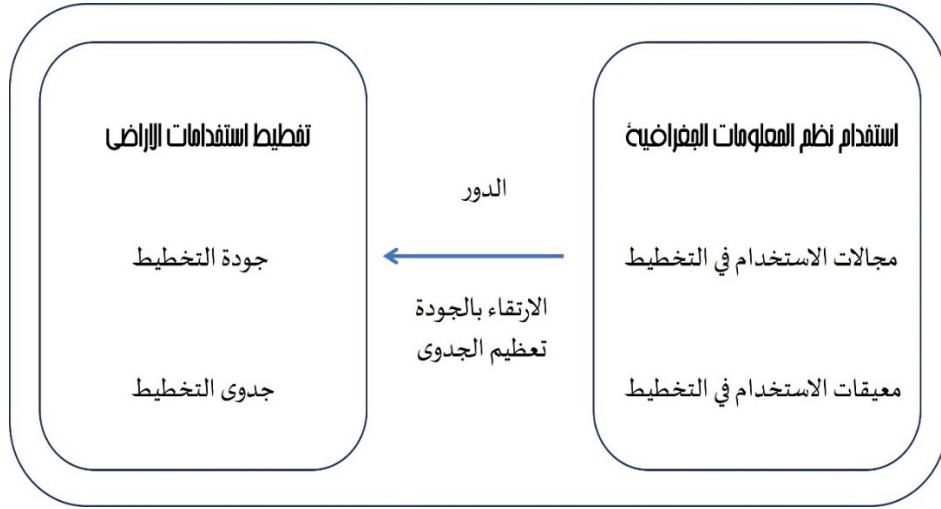 استخدام نظم المعلومات الجغرافية
مجالات الاستخدام في التخطيط
معيقات الاستخدام في التخطيط
الدور
الارتقاء بالجودة
تعظيم الجدوى
تخطيط استخدامات الاراضى
جودة التخطيط
جدوى التخطيط